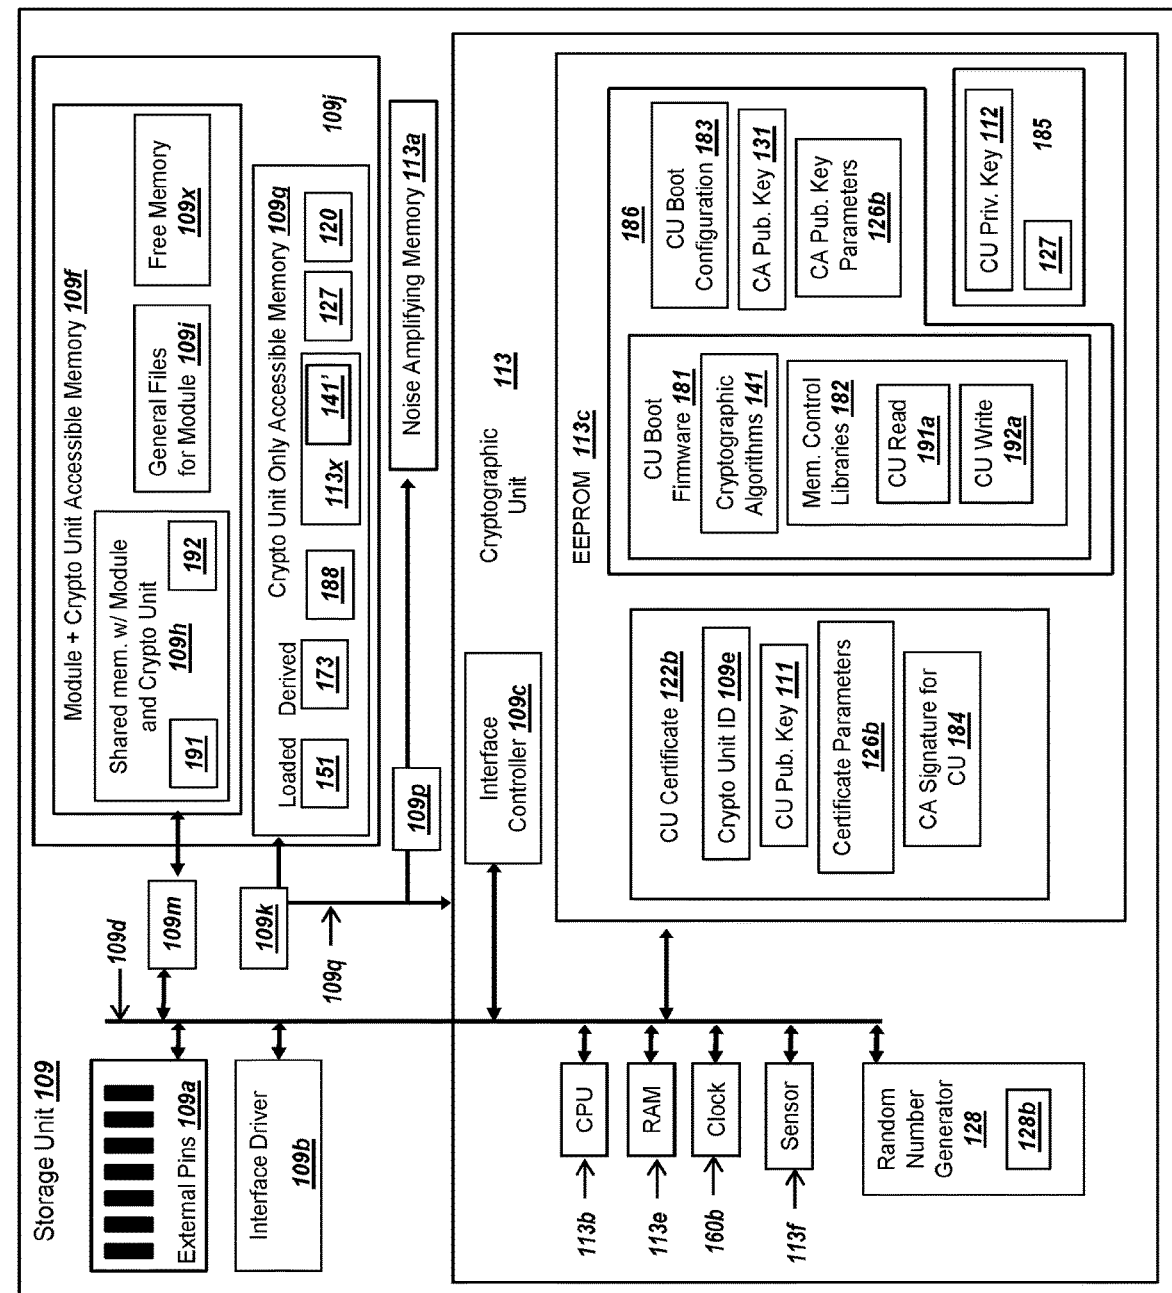 Storage Unit 109
External Pins 109a
Interface Driver
109b
109d
109m
109k
109q
109p
Module + Crypto Unit Accessible Memory 109f
Shared mem. w/ Module
and Crypto Unit
109h
191
192
General Files
for Module 109i
Free Memory
109x
109j
Crypto Unit Only Accessible Memory 109g
Loaded
151
Derived
173
188
141'
113x
127
120
Noise Amplifying Memory 113a
Cryptographic
Unit
113
Interface
Controller 109c
113b
CPU
113e
RAM
160b
Clock
113f
Sensor
Random
Number
Generator
128
128b
EEPROM 113c
CU Certificate 122b
Crypto Unit ID 109e
CU Pub. Key 111
Certificate Parameters
126b
CA Signature for
CU 184
CU Boot
Firmware 181
Cryptographic
Algorithms 141
Mem. Control
Libraries 182
CU Read
191a
CU Write
192a
186
CU Boot
Configuration 183
CA Pub. Key 131
CA Pub. Key
Parameters
126b
CU Priv. Key 112
127
185